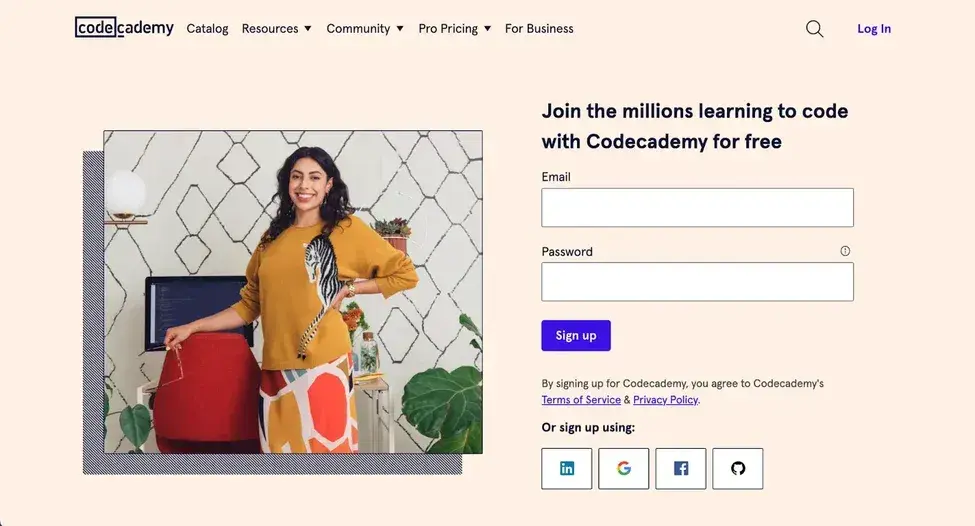 codecademy
Catalog
Resources
Community
Pro Pricing
For Business
Log In
Join the millions learning to code
with Codecademy for free
Email
Password
Sign up
By signing up for Codecademy, you agree to Codecademy's
Terms of Service & Privacy Policy.
Or sign up using: